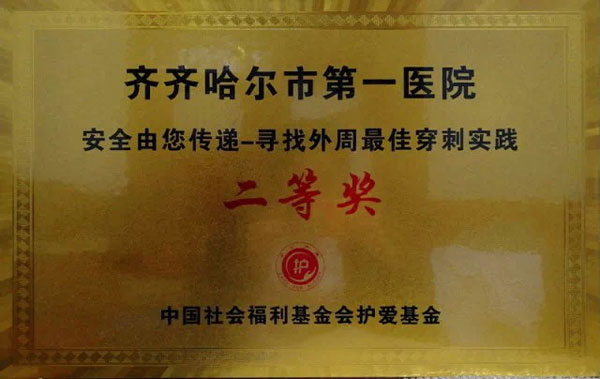 齐齐哈尔市第一医院
安全由您传递-寻找外周最佳穿刺实践
二等奖
护
中国社会福利基金会护爱基金